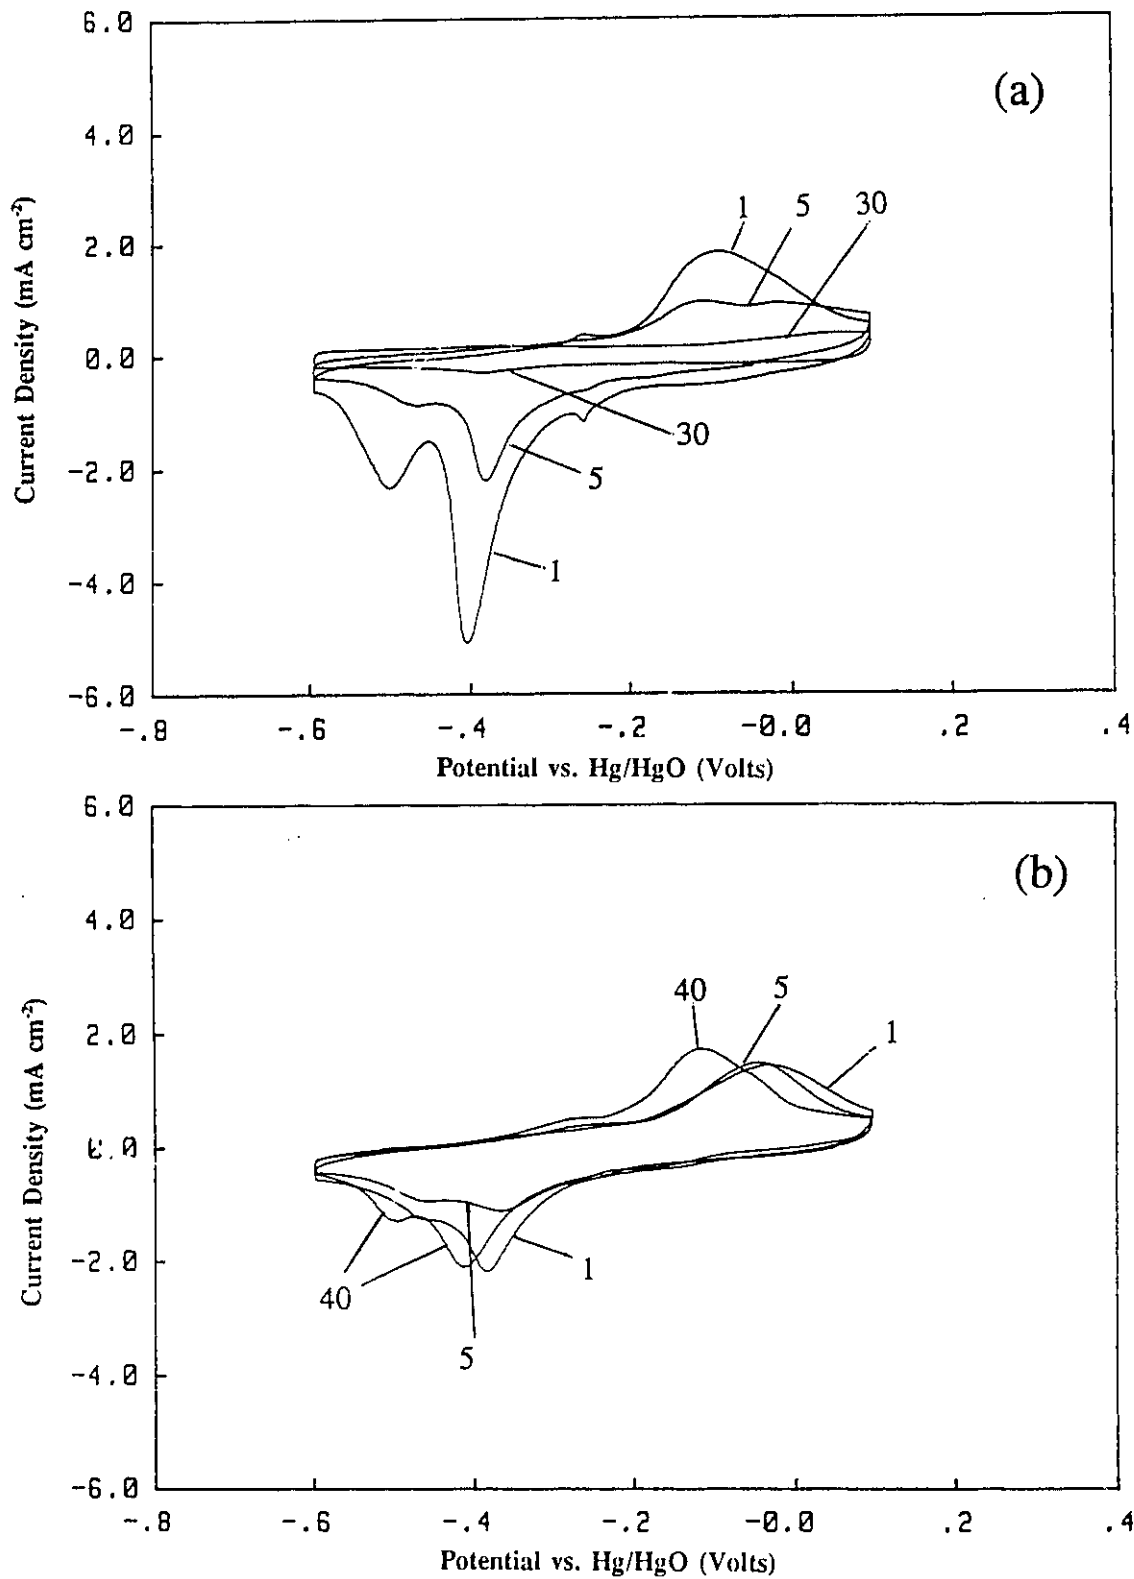 6.0
(a)
4.0
1 5 30
2.0
0.0
30
-2.0
5
1
-4.0
-6.0
-.8 -.6 -.4 -.2 -0.0 .2 .4
Current Density (mA cm⁻²)
Potential vs. Hg/HgO (Volts)
6.0
(b)
4.0
40 5 1
2.0
0.0
1
-2.0
40
5
-4.0
-6.0
-.8 -.6 -.4 -.2 -0.0 .2 .4
Current Density (mA cm⁻²)
Potential vs. Hg/HgO (Volts)